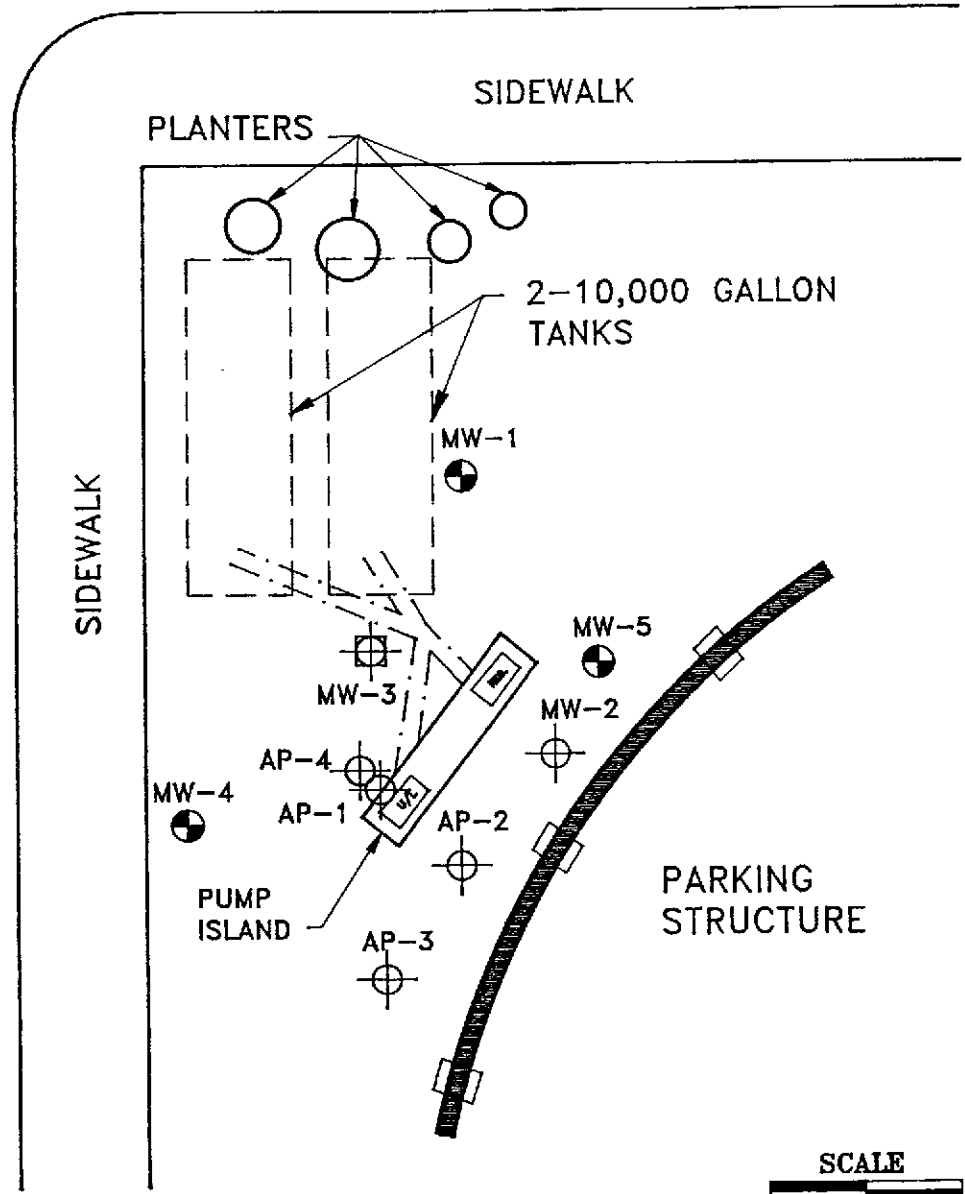 SIDEWALK
PLANTERS
2-10,000 GALLON
TANKS
MW-1
SIDEWALK
MW-5
MW-3
MW-2
AP-4
MW-4
AP-1
U/L
AP-2
PUMP
ISLAND
PARKING
STRUCTURE
AP-3
SCALE